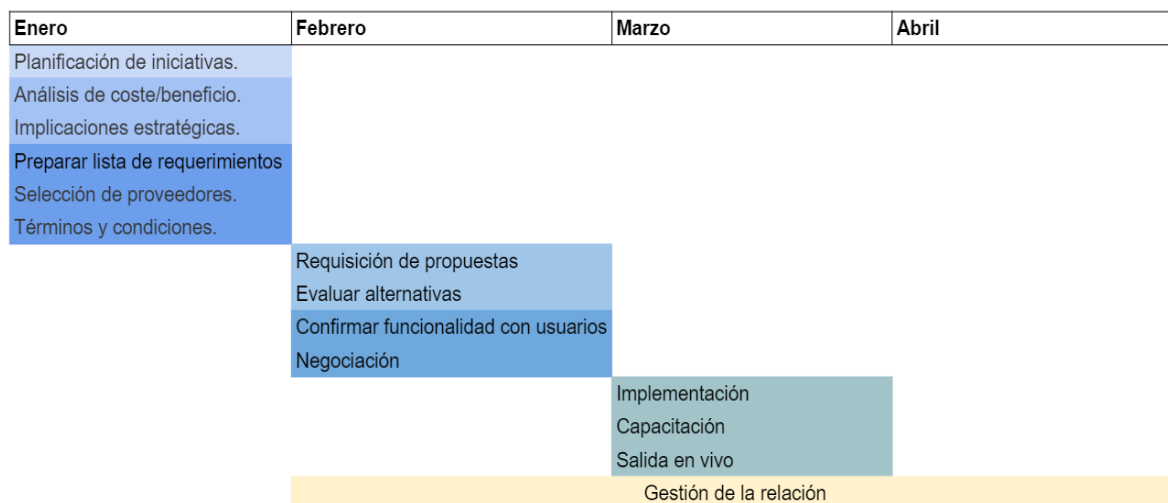 Enero Febrero Marzo Abril
Planificación de iniciativas.
Análisis de coste/beneficio.
Implicaciones estratégicas.
Preparar lista de requerimientos
Selección de proveedores.
Términos y condiciones.
Requisición de propuestas
Evaluar alternativas
Confirmar funcionalidad con usuarios
Negociación
Implementación
Capacitación
Salida en vivo
Gestión de la relación